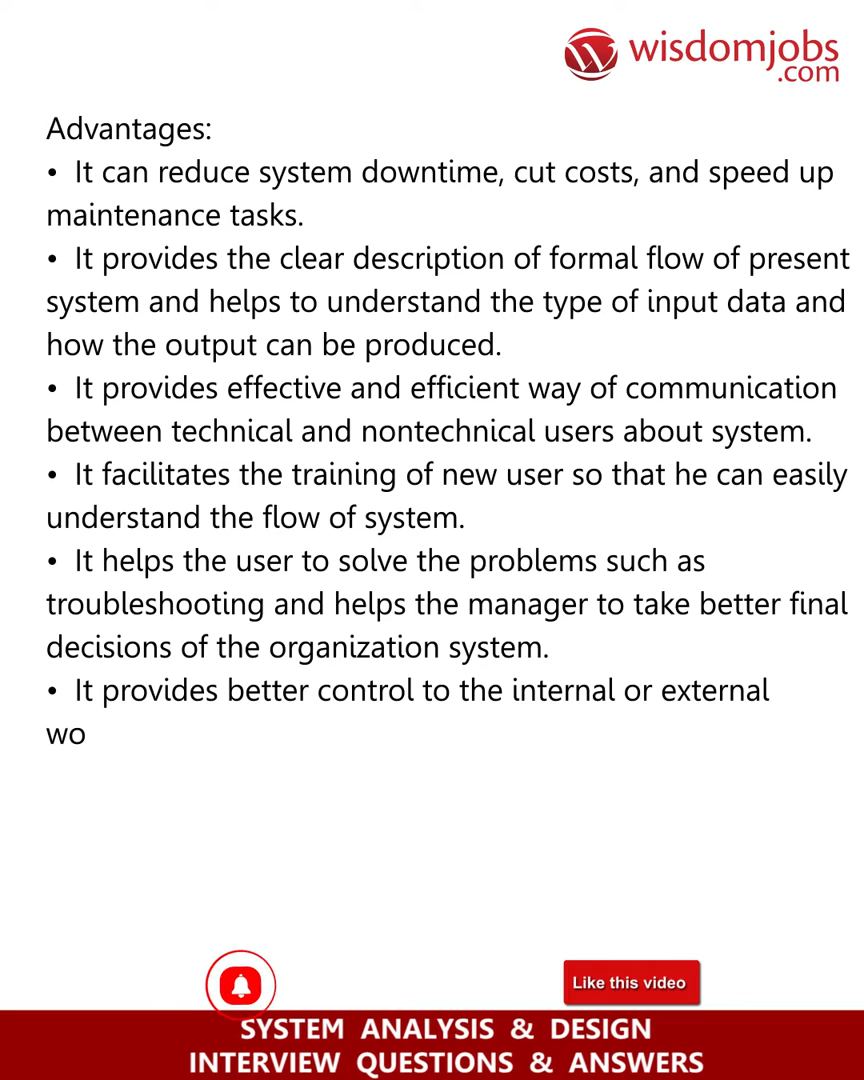 wisdomjobs
.com
Advantages:
• It can reduce system downtime, cut costs, and speed up
maintenance tasks.
• It provides the clear description of formal flow of present
system and helps to understand the type of input data and
how the output can be produced.
• It provides effective and efficient way of communication
between technical and nontechnical users about system.
• It facilitates the training of new user so that he can easily
understand the flow of system.
• It helps the user to solve the problems such as
troubleshooting and helps the manager to take better final
decisions of the organization system.
• It provides better control to the internal or external
wo
Like this video
SYSTEM ANALYSIS & DESIGN
INTERVIEW QUESTIONS & ANSWERS